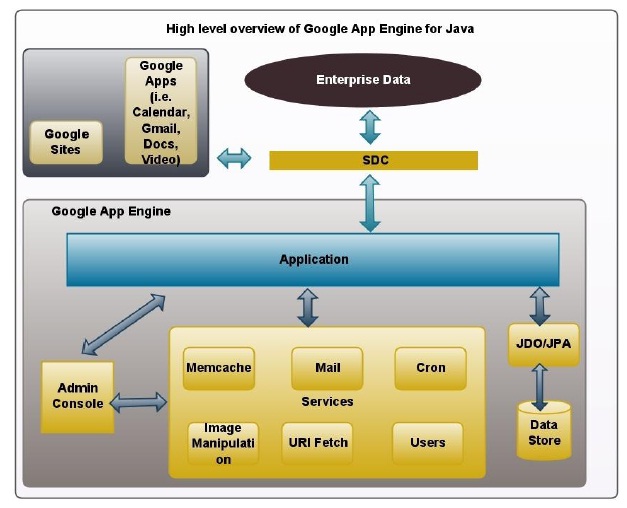 High level overview of Google App Engine for Java
Google
Apps
(i.e.
Calendar,
Gmail,
Docs,
Video)
Google
Sites
Enterprise Data
SDC
Google App Engine
Application
JDO/JPA
Memcache
Mail
Cron
Admin
Console
Services
Image
Manipulati
on
URI Fetch
Users
Data
Store